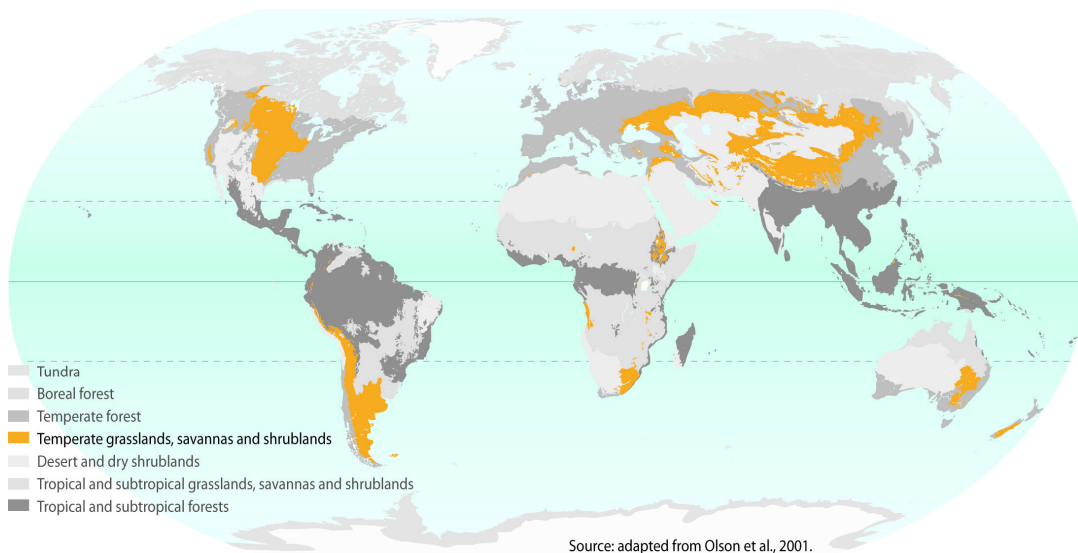 Tundra
Boreal forest
Temperate forest
Temperate grasslands, savannas and shrublands
Desert and dry shrublands
Tropical and subtropical grasslands, savannas and shrublands
Tropical and subtropical forests
Source: adapted from Olson et al., 2001.